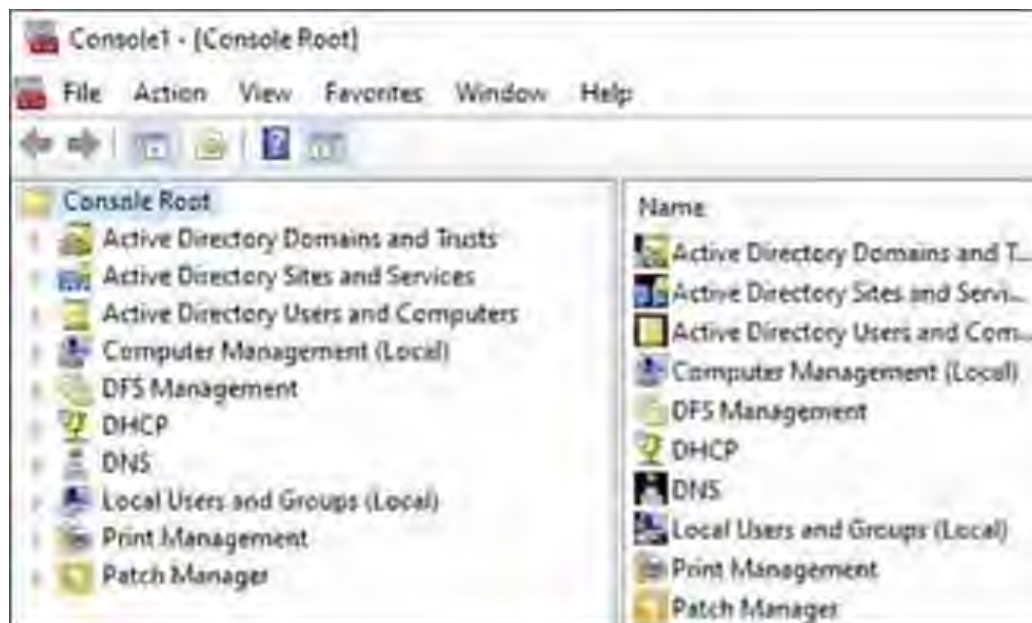 Console1 - [Console Root]
File Action View Favorites Window Help
Console Root
Active Directory Domains and Trusts
Active Directory Sites and Services
Active Directory Users and Computers
Computer Management (Local)
DFS Management
DHCP
DNS
Local Users and Groups (Local)
Print Management
Patch Manager
Name
Active Directory Domains and T...
Active Directory Sites and Servi...
Active Directory Users and Com...
Computer Management (Local)
DFS Management
DHCP
DNS
Local Users and Groups (Local)
Print Management
Patch Manager